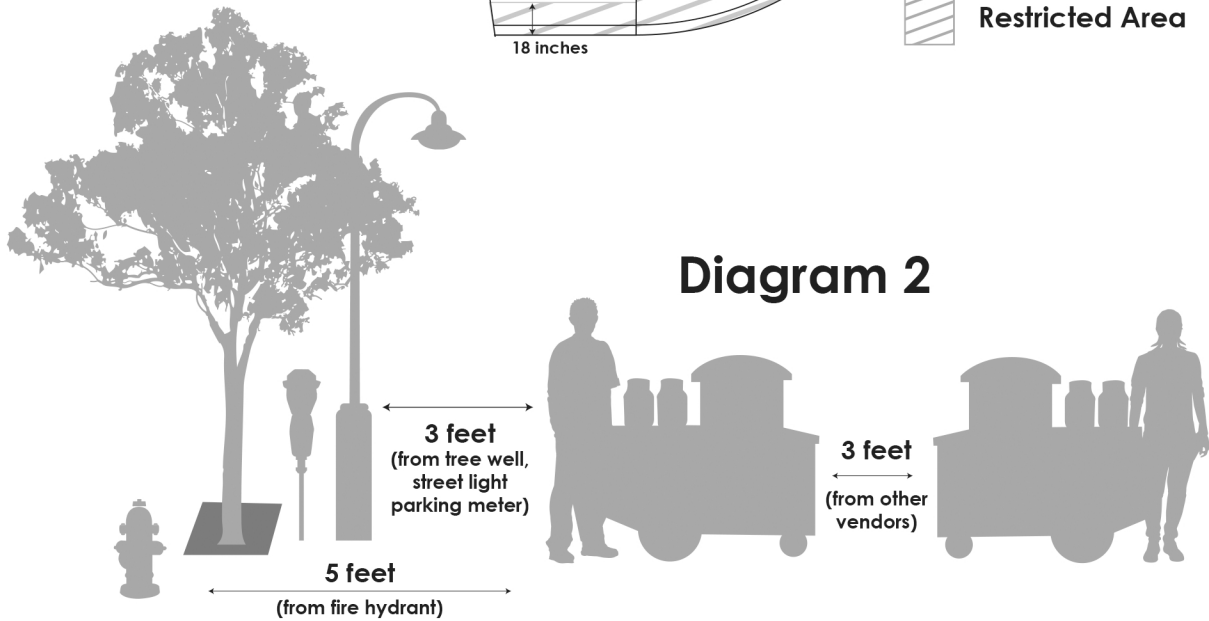 Restricted Area
18 inches
Diagram 2
3 feet
(from tree well,
street light
parking meter)
3 feet
(from other
vendors)
5 feet
(from fire hydrant)